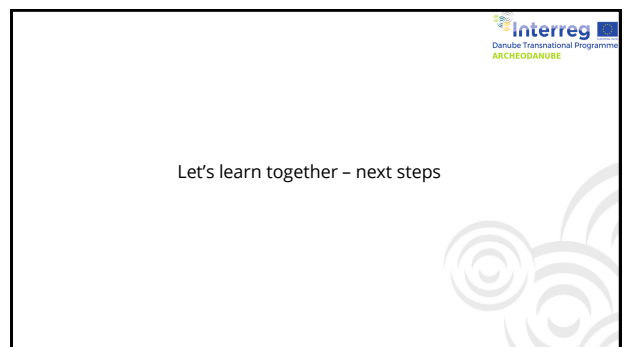 Interreg
Danube Transnational Programme
ARCHEODANUBE
Let's learn together – next steps